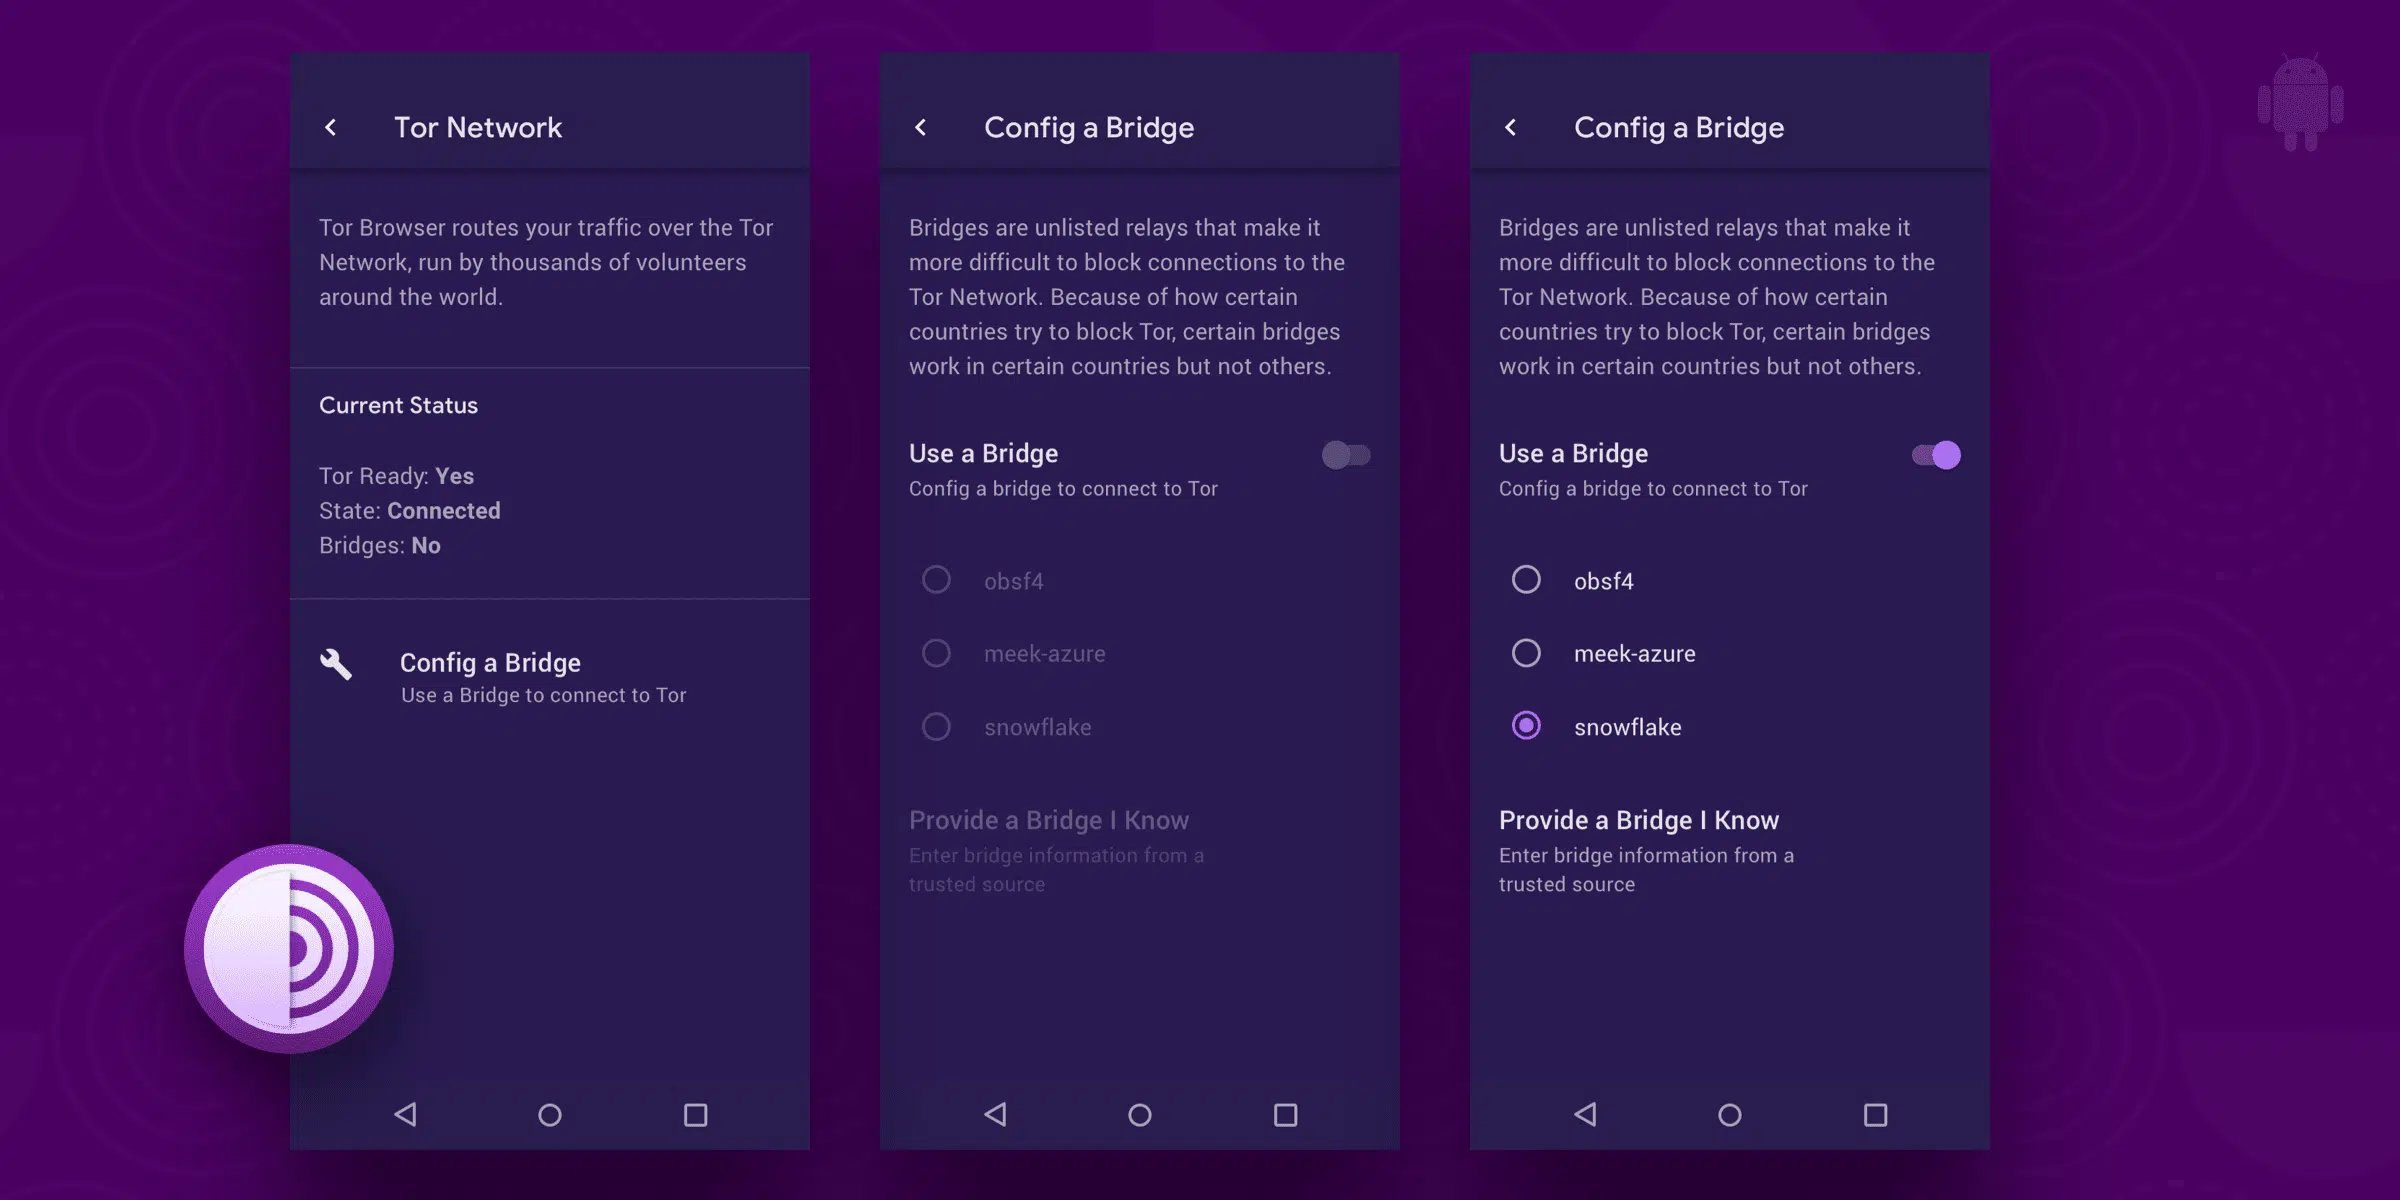 Tor Network
Tor Browser routes your traffic over the Tor
Network, run by thousands of volunteers
around the world.
Current Status
Tor Ready: Yes
State: Connected
Bridges: No
Config a Bridge
Use a Bridge to connect to Tor
Config a Bridge
Bridges are unlisted relays that make it
more difficult to block connections to the
Tor Network. Because of how certain
countries try to block Tor, certain bridges
work in certain countries but not others.
Use a Bridge
Config a bridge to connect to Tor
obsf4
meek-azure
snowflake
Provide a Bridge I Know
Enter bridge information from a
trusted source
Config a Bridge
Bridges are unlisted relays that make it
more difficult to block connections to the
Tor Network. Because of how certain
countries try to block Tor, certain bridges
work in certain countries but not others.
Use a Bridge
Config a bridge to connect to Tor
obsf4
meek-azure
snowflake
Provide a Bridge I Know
Enter bridge information from a
trusted source